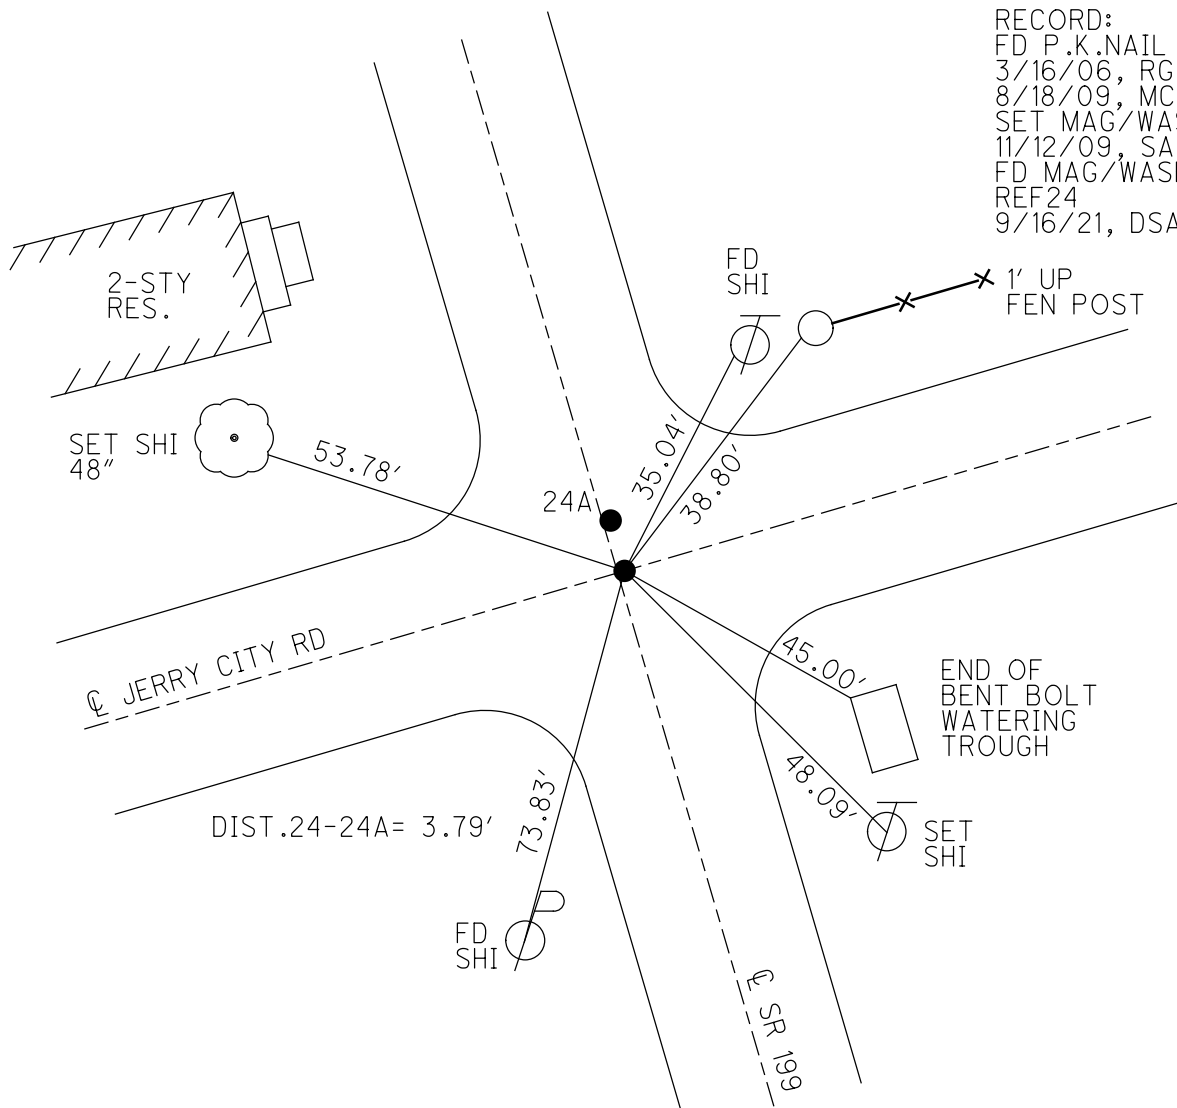 RECORD:
FD P.K.NAIL
3/16/06, RG
8/18/09, MC
SET MAG/WAS
11/12/09, SA
FD MAG/WASH
REF24
9/16/21, DSA
FD
SHI
1' UP
FEN POST
2-STY
RES.
SET SHI
48"
53.78'
35.04'
38.80'
24A
℄ JERRY CITY RD
45.00'
END OF
BENT BOLT
WATERING
TROUGH
48.09'
SET
SHI
DIST.24-24A= 3.79'
73.83'
FD
SHI
℄ SR 199